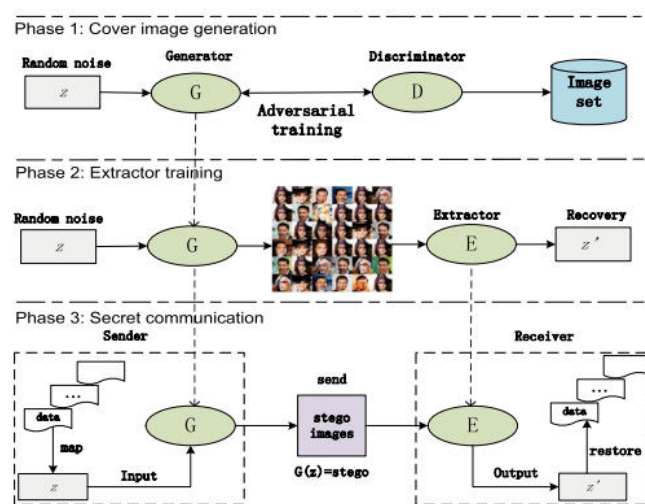 Phase 1: Cover image generation
Random noise
Generator
Discriminator
z
G
D
Image
set
Adversarial
training
Phase 2: Extractor training
Random noise
Extractor
Recovery
z
G
E
z'
Phase 3: Secret communication
Sender
Receiver
...
data
map
G
send
stego
images
G(z)=stego
E
...
data
restore
z
Input
Output
z'